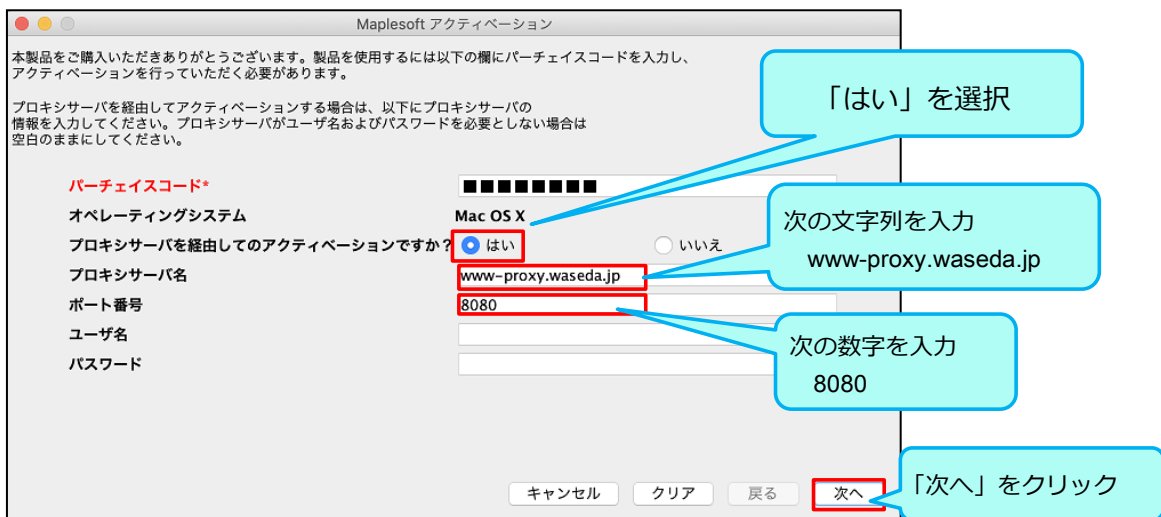 Maplesoft アクティベーション
本製品をご購入いただきありがとうございます。製品を使用するには以下の欄にパーチェイスコードを入力し、
アクティベーションを行っていただく必要があります。
プロキシサーバを経由してアクティベーションする場合は、以下にプロキシサーバの
情報を入力してください。プロキシサーバがユーザ名およびパスワードを必要としない場合は
空白のままにしてください。
「はい」を選択
パーチェイスコード* ■■■■■■■■
オペレーティングシステム Mac OS X
プロキシサーバを経由してのアクティベーションですか? はい いいえ
次の文字列を入力
www-proxy.waseda.jp
プロキシサーバ名 www-proxy.waseda.jp
ポート番号 8080
次の数字を入力
8080
ユーザ名
パスワード
キャンセル クリア 戻る 次へ
「次へ」をクリック